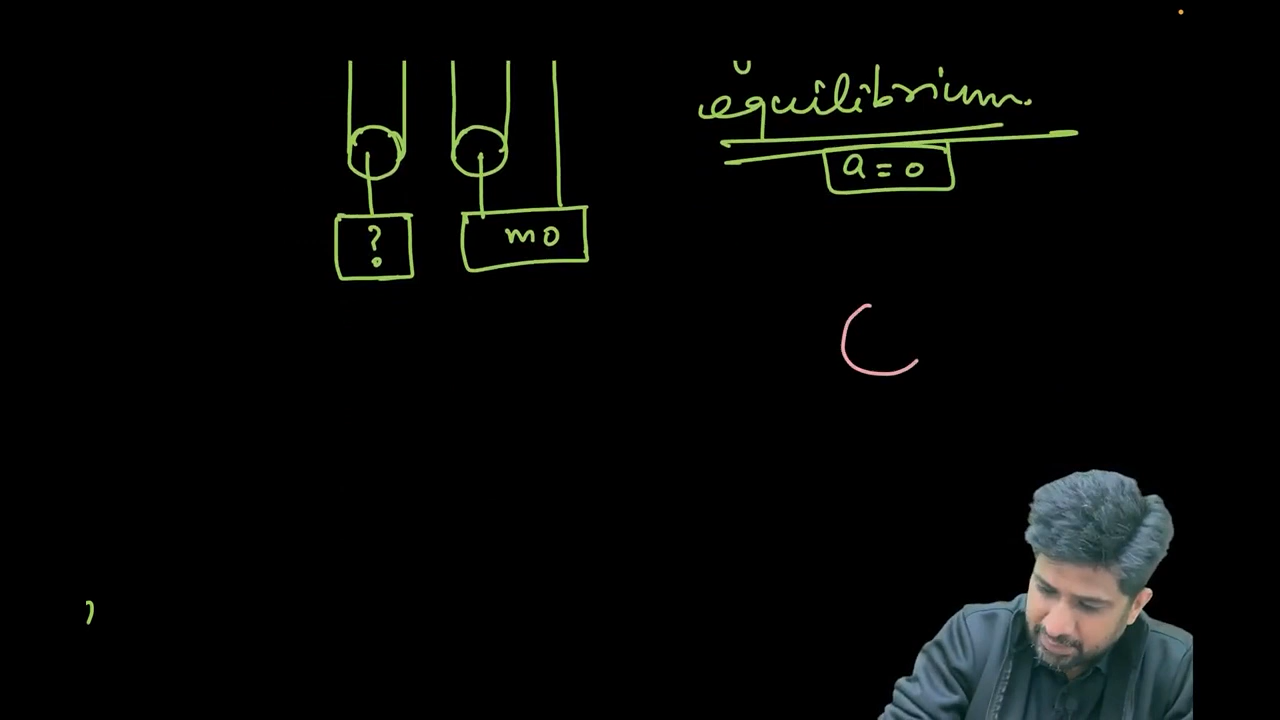 equilibrium.
a = 0
?
mo